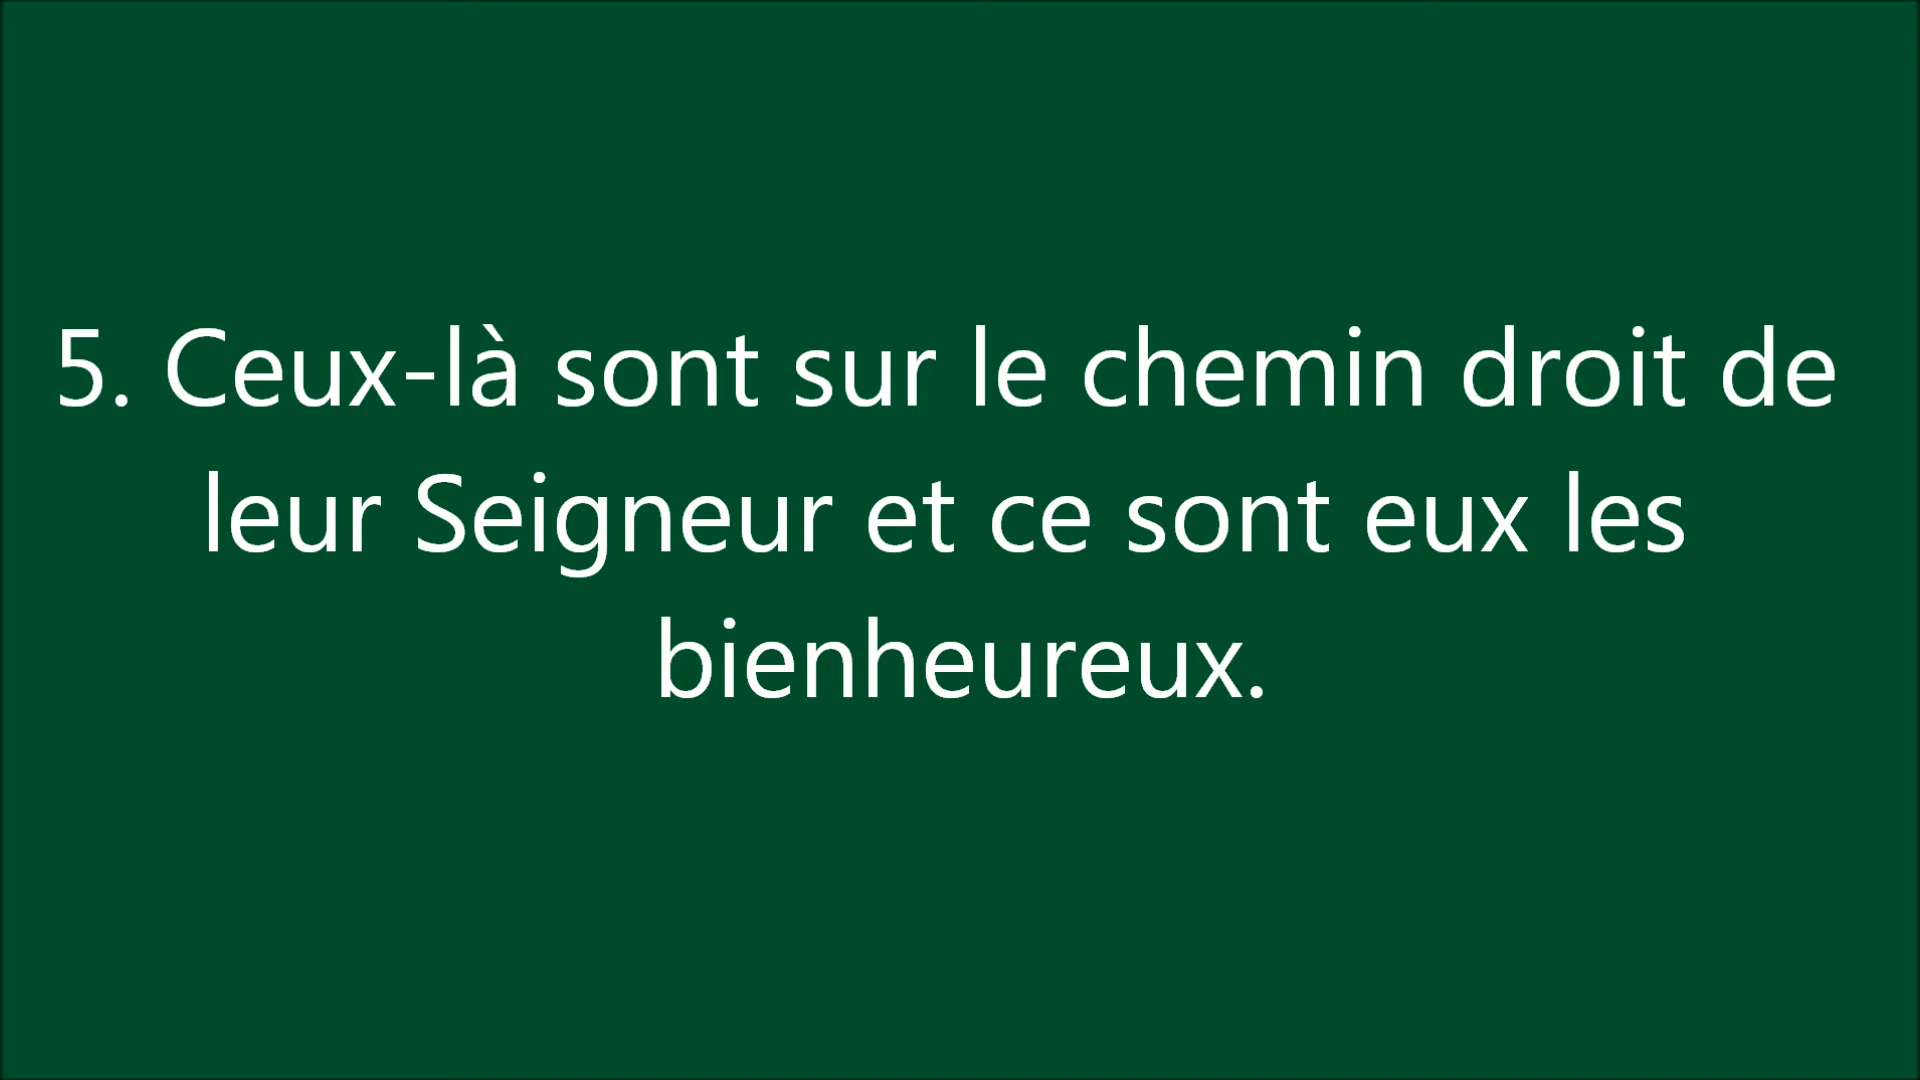 5. Ceux-là sont sur le chemin droit de
leur Seigneur et ce sont eux les
bienheureux.